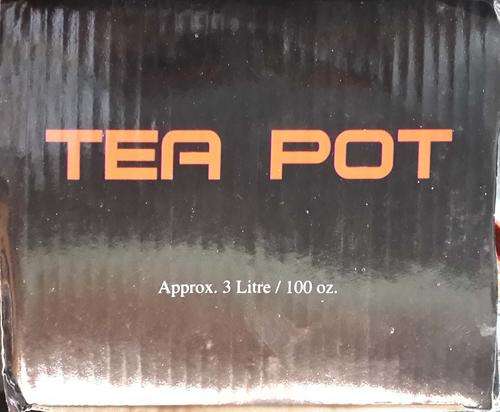 TEA POT
Approx. 3 Litre / 100 oz.